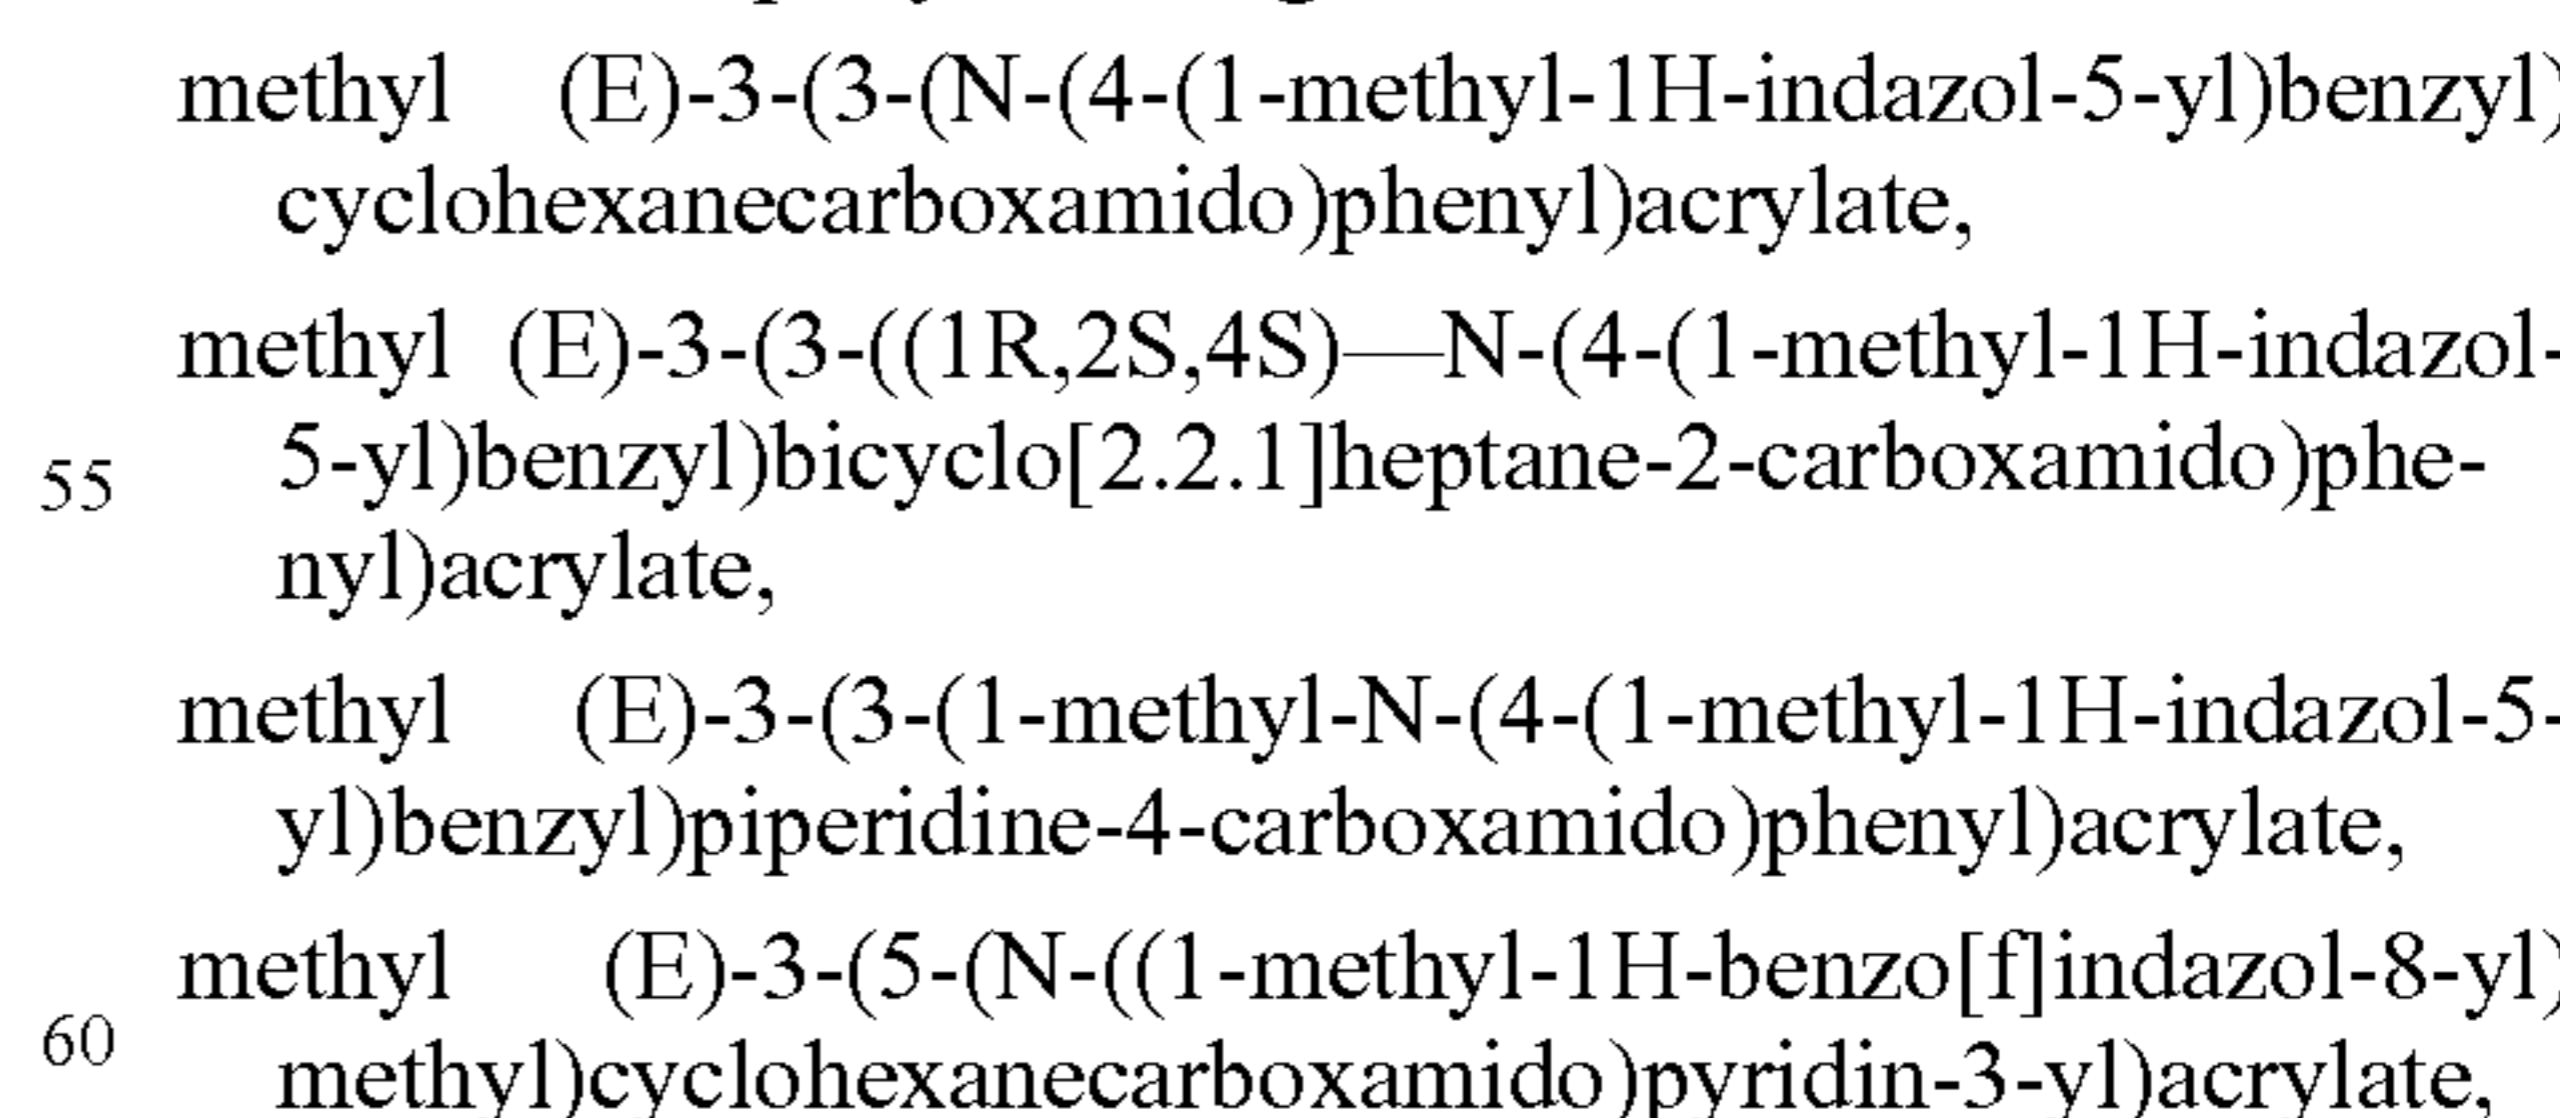 methyl (E)-3-(3-(N-(4-(1-methyl-1H-indazol-5-yl)benzyl)
cyclohexanecarboxamido)phenyl)acrylate,
methyl (E)-3-(3-((1R,2S,4S)—N-(4-(1-methyl-1H-indazol-
55 5-yl)benzyl)bicyclo[2.2.1]heptane-2-carboxamido)phe-
nyl)acrylate,
methyl (E)-3-(3-(1-methyl-N-(4-(1-methyl-1H-indazol-5-
yl)benzyl)piperidine-4-carboxamido)phenyl)acrylate,
methyl (E)-3-(5-(N-((1-methyl-1H-benzo[f]indazol-8-yl)
60 methyl)cyclohexanecarboxamido)pyridin-3-yl)acrylate,